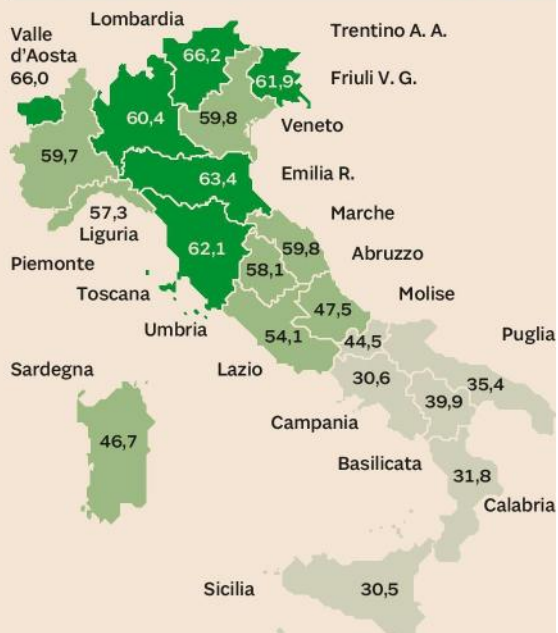 Lombardia
Trentino A. A.
Valle
d'Aosta
66,0
66,2
Friuli V. G.
61,9
60,4
59,8
Veneto
59,7
63,4
Emilia R.
57,3
Liguria
Marche
62,1
59,8
Abruzzo
58,1
Piemonte
Toscana
47,5
Molise
Umbria
54,1
44,5
Puglia
Sardegna
Lazio
30,6
35,4
39,9
Campania
46,7
Basilicata
31,8
Calabria
Sicilia
30,5